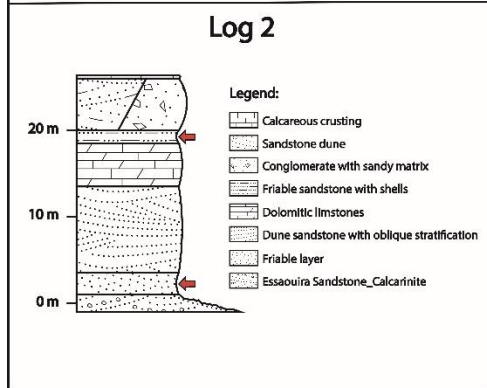 Log 2
Legend:
Calcareous crusting
Sandstone dune
Conglomerate with sandy matrix
Friable sandstone with shells
Dolomitic limstones
Dune sandstone with oblique stratification
Friable layer
Essaouira Sandstone_Calcarinite
20 m
10 m
0 m